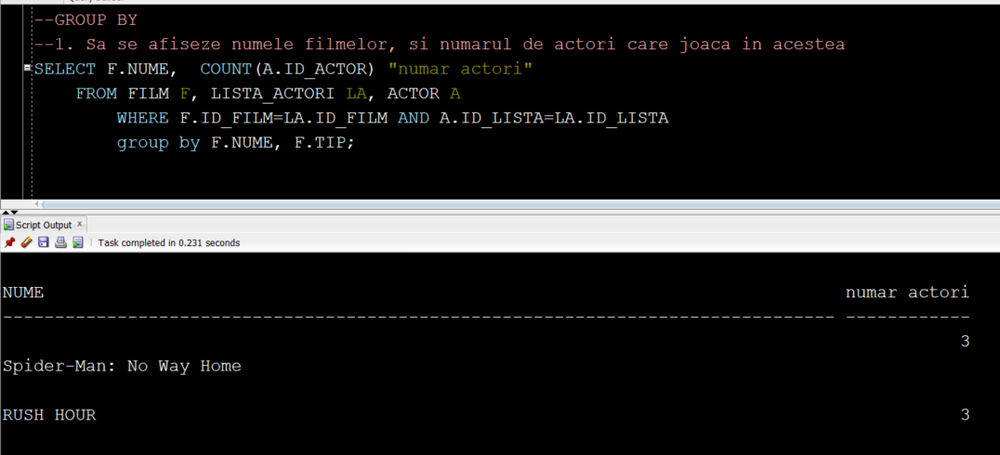 --GROUP BY
--1. Sa se afiseze numele filmelor, si numarul de actori care joaca in acestea
SELECT F.NUME,  COUNT(A.ID_ACTOR) "numar actori"
FROM FILM F, LISTA_ACTORI LA, ACTOR A
WHERE F.ID_FILM=LA.ID_FILM AND A.ID_LISTA=LA.ID_LISTA
group by F.NUME, F.TIP;
Script Output x
Task completed in 0.231 seconds
NUME numar actori
-------------------------------------------------------------------------------- ------------
3
Spider-Man: No Way Home
RUSH HOUR 3